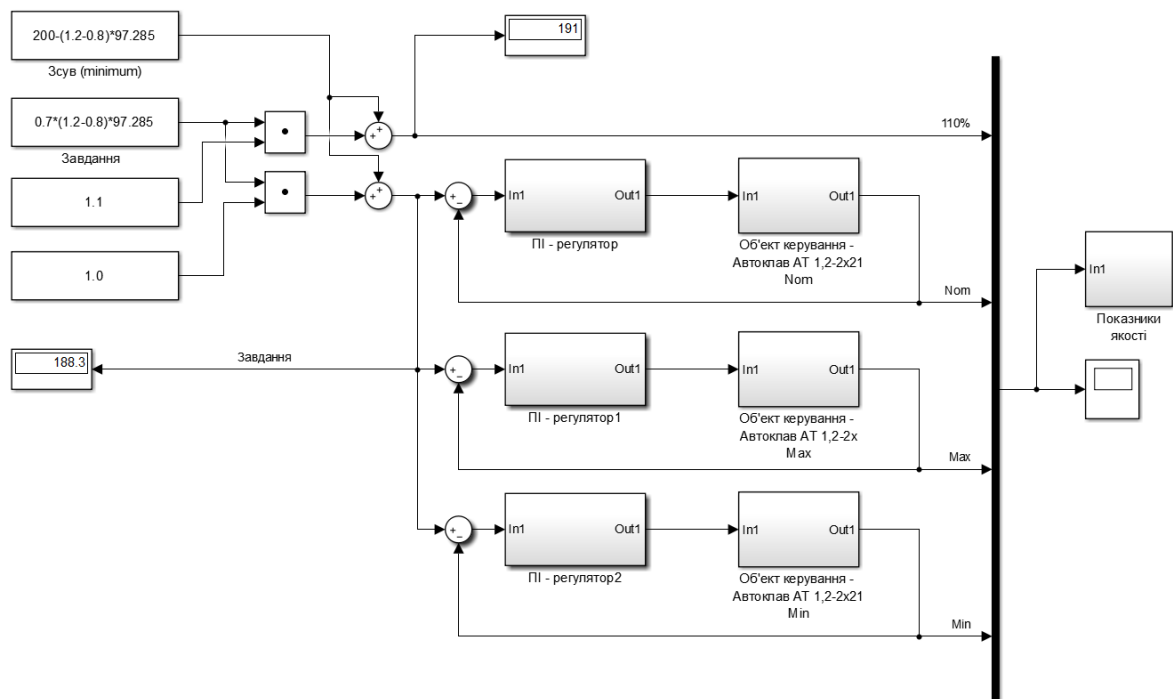 200-(1.2-0.8)*97.285
191
Зсув (minimum)
0.7*(1.2-0.8)*97.285
110%
Завдання
1.1
In1
Out1
In1
Out1
ПІ - регулятор
Об'ект керування -
Автоклав АТ 1,2-2х21
Nom
1.0
In1
Nom
Показники
якості
188.3
Завдання
In1
Out1
In1
Out1
ПІ - регулятор1
Об'ект керування -
Автоклав АТ 1,2-2х
Max
Max
In1
Out1
In1
Out1
ПІ - регулятор2
Об'ект керування -
Автоклав АТ 1,2-2х21
Min
Min